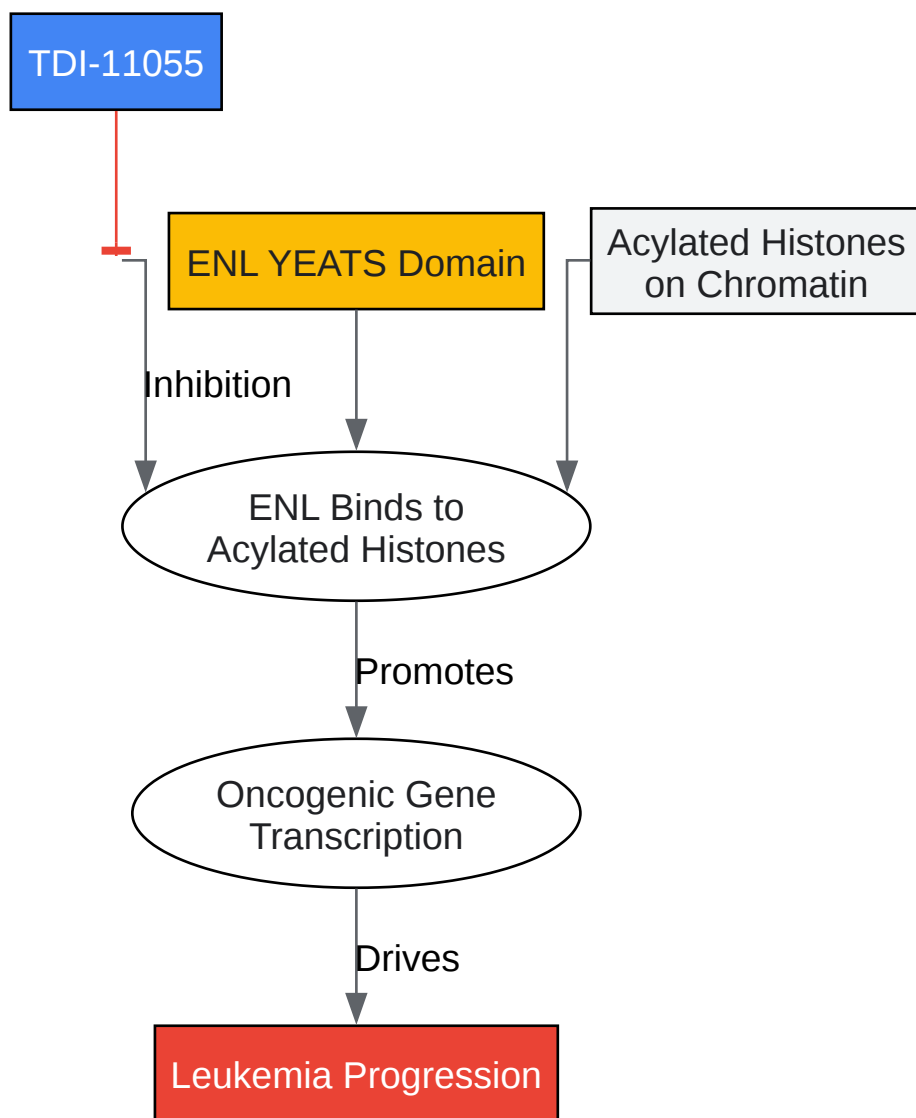 TDI-11055
ENL YEATS Domain
Acylated Histones
on Chromatin
Inhibition
ENL Binds to
Acylated Histones
Promotes
Oncogenic Gene
Transcription
Drives
Leukemia Progression